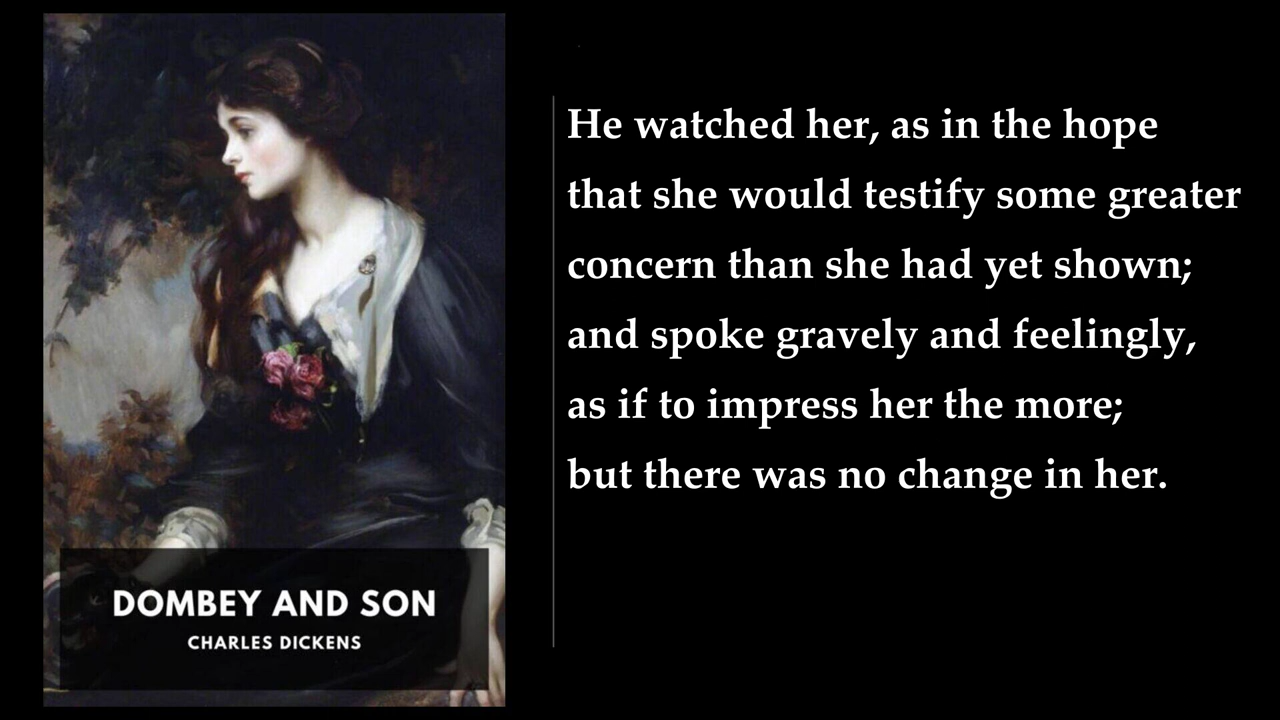 He watched her, as in the hope
that she would testify some greater
concern than she had yet shown;
and spoke gravely and feelingly,
as if to impress her the more;
but there was no change in her.
DOMBEY AND SON
CHARLES DICKENS